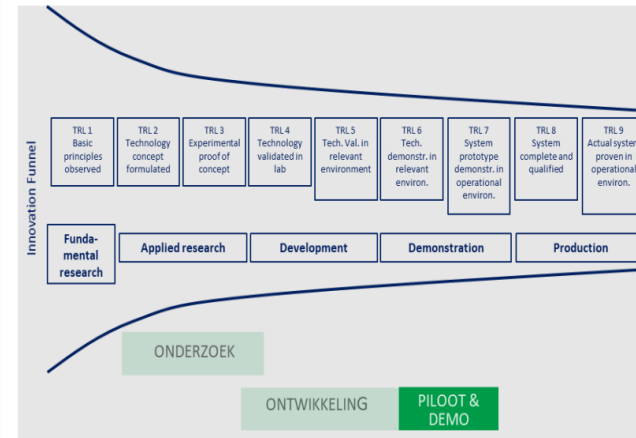 Innovation Funnel
TRL 1
Basic
principles
observed
TRL 2
Technology
concept
formulated
TRL 3
Experimental
proof of
concept
TRL 4
Technology
validated in
lab
TRL 5
Tech. Val. in
relevant
environment
TRL 6
Tech.
demonstr. in
relevant
environ.
TRL 7
System
prototype
demonstr. in
operational
environ.
TRL 8
System
complete and
qualified
TRL 9
Actual system
proven in
operational
environ.
Funda-
mental
research
Applied research
Development
Demonstration
Production
ONDERZOEK
ONTWIKKELING
PILOOT &
DEMO